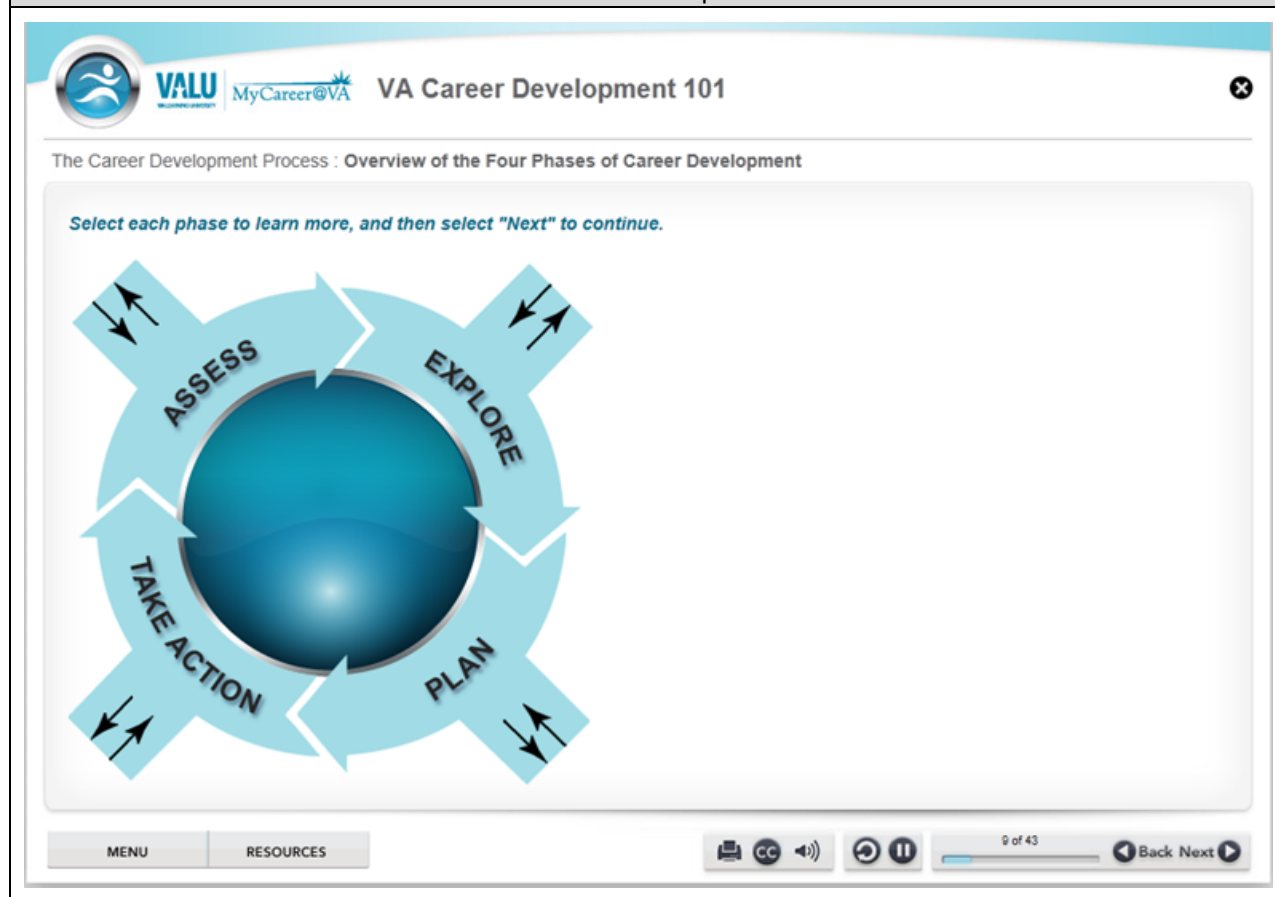 VALU
MyCareer@VA
VA Career Development 101
The Career Development Process : Overview of the Four Phases of Career Development
Select each phase to learn more, and then select "Next" to continue.
ASSESS
EXPLORE
TAKE ACTION
PLAN
MENU
RESOURCES
CC
9 of 43
Back Next